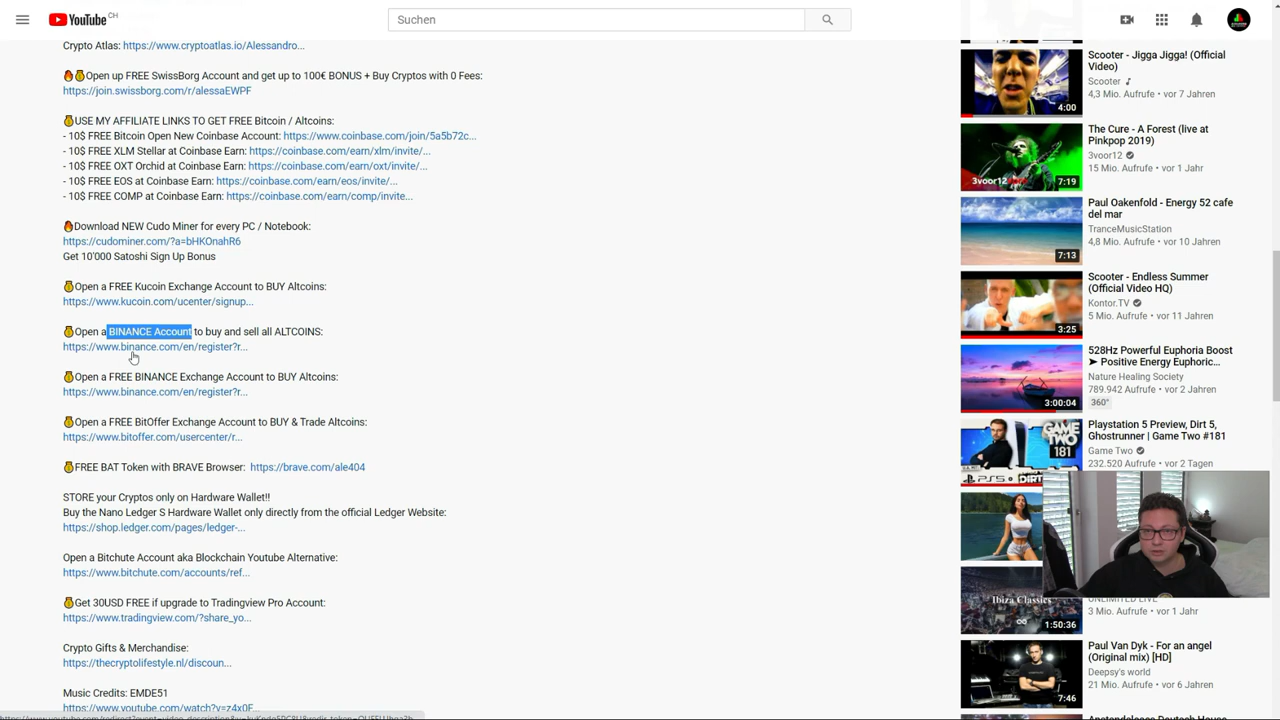 YouTube CH
Suchen
Crypto Atlas: https://www.cryptoatlas.io/Alessandro...
Open up FREE SwissBorg Account and get up to 100€ BONUS + Buy Cryptos with 0 Fees:
https://join.swissborg.com/r/alessaEWPF
USE MY AFFILIATE LINKS TO GET FREE Bitcoin / Altcoins:
- 10$ FREE Bitcoin Open New Coinbase Account: https://www.coinbase.com/join/5a5b72c...
- 10$ FREE XLM Stellar at Coinbase Earn: https://coinbase.com/earn/xlm/invite/...
- 10$ FREE OXT Orchid at Coinbase Earn: https://coinbase.com/earn/oxt/invite/...
- 10$ FREE EOS at Coinbase Earn: https://coinbase.com/earn/eos/invite/...
- 10$ FREE COMP at Coinbase Earn: https://coinbase.com/earn/comp/invite...
Download NEW Cudo Miner for every PC / Notebook:
https://cudominer.com/?a=bHKOnahR6
Get 10'000 Satoshi Sign Up Bonus
Open a FREE Kucoin Exchange Account to BUY Altcoins:
https://www.kucoin.com/ucenter/signup...
Open a BINANCE Account to buy and sell all ALTCOINS:
https://www.binance.com/en/register?r...
Open a FREE BINANCE Exchange Account to BUY Altcoins:
https://www.binance.com/en/register?r...
Open a FREE BitOffer Exchange Account to BUY & Trade Altcoins:
https://www.bitoffer.com/usercenter/r...
FREE BAT Token with BRAVE Browser: https://brave.com/ale404
STORE your Cryptos only on Hardware Wallet!!
Buy the Nano Ledger S Hardware Wallet only directly from the official Ledger Website:
https://shop.ledger.com/pages/ledger-...
Open a Bitchute Account aka Blockchain Youtube Alternative:
https://www.bitchute.com/accounts/ref...
Get 30USD FREE if upgrade to Tradingview Pro Account:
https://www.tradingview.com/?share_yo...
Crypto Gifts & Merchandise:
https://thecryptolifestyle.nl/discoun...
Music Credits: EMDE51
https://www.youtube.com/watch?v=z4x0F...
Scooter - Jigga Jigga! (Official
Video)
Scooter
4,3 Mio. Aufrufe • vor 7 Jahren
4:00
The Cure - A Forest (live at
Pinkpop 2019)
3voor12
15 Mio. Aufrufe • vor 1 Jahr
3voor12
7:19
Paul Oakenfold - Energy 52 cafe
del mar
TranceMusicStation
4,8 Mio. Aufrufe • vor 10 Jahren
7:13
Scooter - Endless Summer
(Official Video HQ)
Kontor.TV
5 Mio. Aufrufe • vor 11 Jahren
3:25
528Hz Powerful Euphoria Boost
➤ Positive Energy Euphoric...
Nature Healing Society
789.942 Aufrufe • vor 2 Jahren
360°
3:00:04
Playstation 5 Preview, Dirt 5,
Ghostrunner | Game Two #181
Game Two
232.520 Aufrufe • vor 2 Tagen
GAME
TWO
181
PS5
DIRT
UNLIMITED LIVE
3 Mio. Aufrufe • vor 1 Jahr
Ibiza Classics
1:50:36
Paul Van Dyk - For an angel
(Original mix) [HD]
Deepsy's world
21 Mio. Aufrufe • vor 6 Jahren
7:46